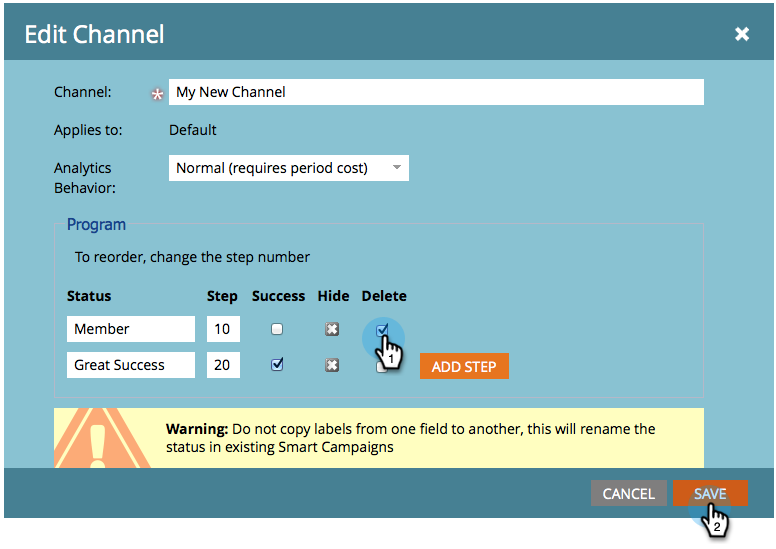 Edit Channel
Channel: My New Channel
Applies to: Default
Analytics Behavior: Normal (requires period cost)
Program
To reorder, change the step number
Status Step Success Hide Delete
Member 10
1
Great Success 20 ADD STEP
Warning: Do not copy labels from one field to another, this will rename the
status in existing Smart Campaigns
CANCEL SAVE
2